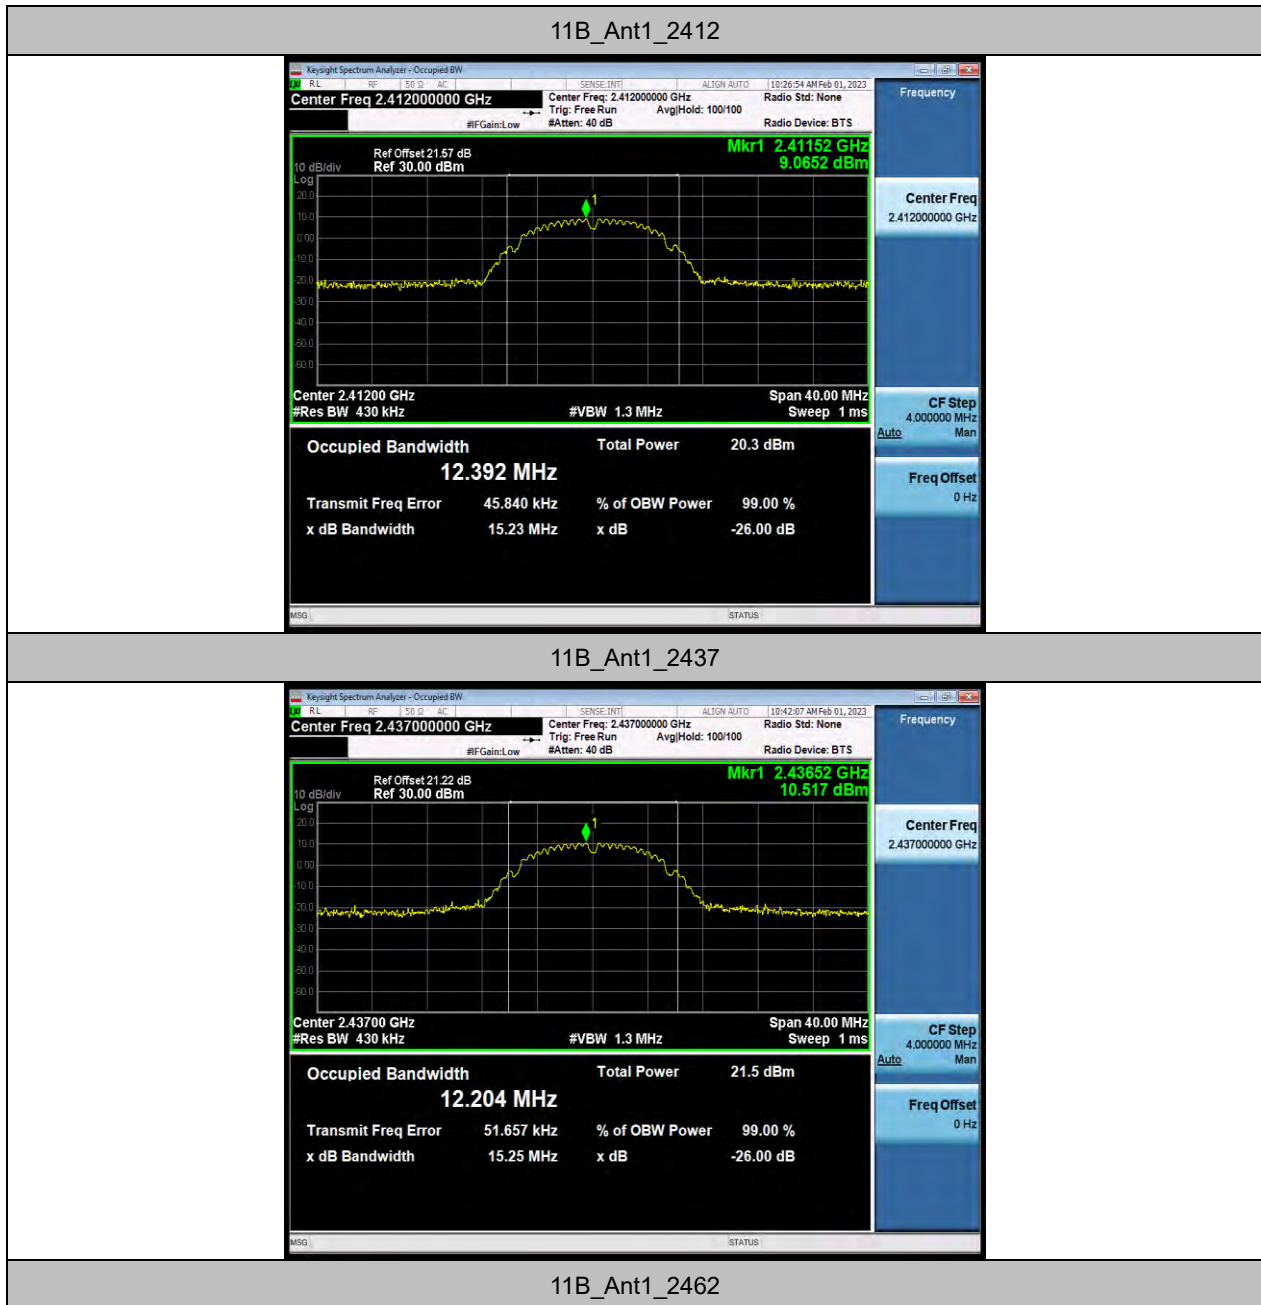 11B_Ant1_2412
Keysight Spectrum Analyzer - Occupied BW
LXI RL RF 50 Ω AC SENSE:INT ALIGN AUTO 10:26:54 AM Feb 01, 2023
Center Freq 2.412000000 GHz Center Freq: 2.412000000 GHz Radio Std: None Frequency
Trig: Free Run Avg|Hold: 100/100
#IFGain:Low #Atten: 40 dB Radio Device: BTS
Mkr1 2.41152 GHz
Ref Offset 21.57 dB
10 dB/div Ref 30.00 dBm 9.0652 dBm
Log
20.0
1
10.0
0.00
-10.0
-20.0
-30.0
-40.0
-50.0
-60.0
Center Freq
2.412000000 GHz
Center 2.41200 GHz Span 40.00 MHz
#Res BW 430 kHz #VBW 1.3 MHz Sweep 1 ms
CF Step
4.000000 MHz
Auto Man
Occupied Bandwidth Total Power 20.3 dBm
12.392 MHz
Freq Offset
0 Hz
Transmit Freq Error 45.840 kHz % of OBW Power 99.00 %
x dB Bandwidth 15.23 MHz x dB -26.00 dB
MSG STATUS
11B_Ant1_2437
Keysight Spectrum Analyzer - Occupied BW
LXI RL RF 50 Ω AC SENSE:INT ALIGN AUTO 10:42:07 AM Feb 01, 2023
Center Freq 2.437000000 GHz Center Freq: 2.437000000 GHz Radio Std: None Frequency
Trig: Free Run Avg|Hold: 100/100
#IFGain:Low #Atten: 40 dB Radio Device: BTS
Mkr1 2.43652 GHz
Ref Offset 21.22 dB
10 dB/div Ref 30.00 dBm 10.517 dBm
Log
20.0
1
10.0
0.00
-10.0
-20.0
-30.0
-40.0
-50.0
-60.0
Center Freq
2.437000000 GHz
Center 2.43700 GHz Span 40.00 MHz
#Res BW 430 kHz #VBW 1.3 MHz Sweep 1 ms
CF Step
4.000000 MHz
Auto Man
Occupied Bandwidth Total Power 21.5 dBm
12.204 MHz
Freq Offset
0 Hz
Transmit Freq Error 51.657 kHz % of OBW Power 99.00 %
x dB Bandwidth 15.25 MHz x dB -26.00 dB
MSG STATUS
11B_Ant1_2462